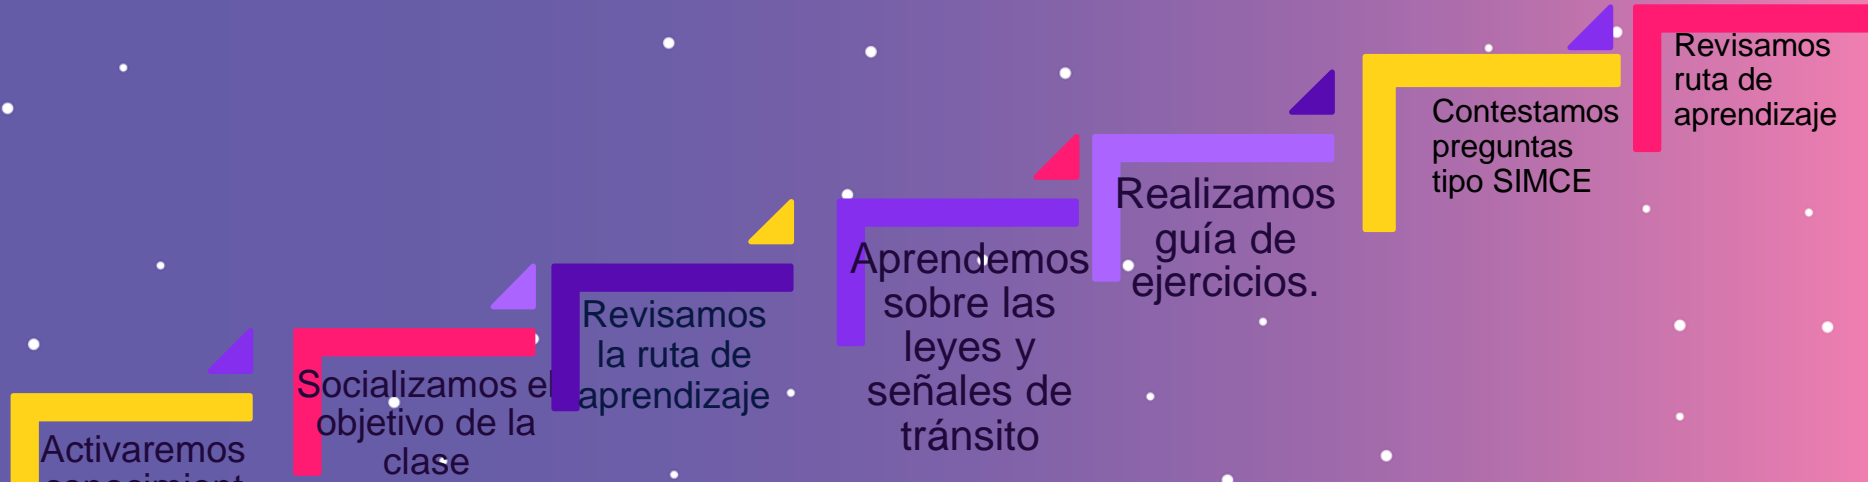 Activaremos
conocimient
Socializamos el
objetivo de la
clase
Revisamos
la ruta de
aprendizaje
Aprendemos
sobre las
leyes y
señales de
tránsito
Realizamos
guía de
ejercicios.
Contestamos
preguntas
tipo SIMCE
Revisamos
ruta de
aprendizaje